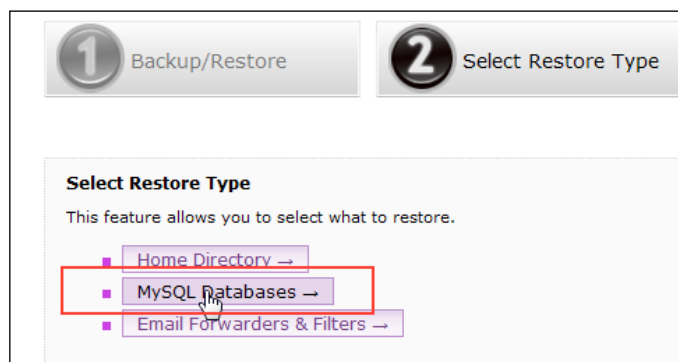 1 Backup/Restore 2 Select Restore Type
Select Restore Type
This feature allows you to select what to restore.
Home Directory →
MySQL Databases →
Email Forwarders & Filters →